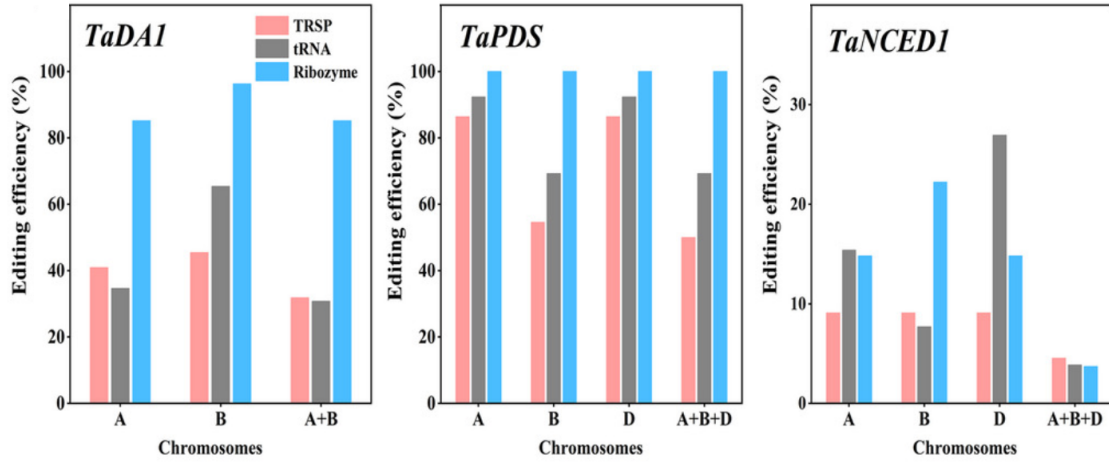 TaDA1
TRSP
tRNA
Ribozyme
Editing efficiency (%)
100
80
60
40
20
0
A
B
A+B
Chromosomes
TaPDS
Editing efficiency (%)
100
80
60
40
20
0
A
B
D
A+B+D
Chromosomes
TaNCED1
Editing efficiency (%)
30
20
10
0
A
B
D
A+B+D
Chromosomes